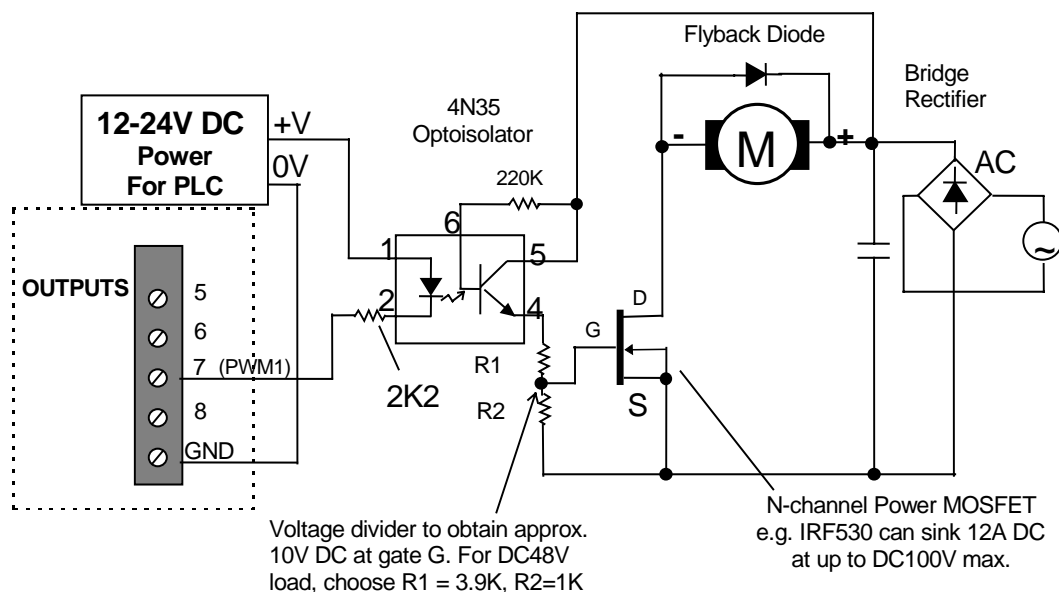 Flyback Diode
Bridge
Rectifier
4N35
Optoisolator
12-24V DC
Power
For PLC
+V
0V
220K
-
M
+
AC
~
6
1
5
2
4
OUTPUTS
5
6
7 (PWM1)
8
GND
2K2
R1
R2
D
G
S
Voltage divider to obtain approx.
10V DC at gate G. For DC48V
load, choose R1 = 3.9K, R2=1K
N-channel Power MOSFET
e.g. IRF530 can sink 12A DC
at up to DC100V max.